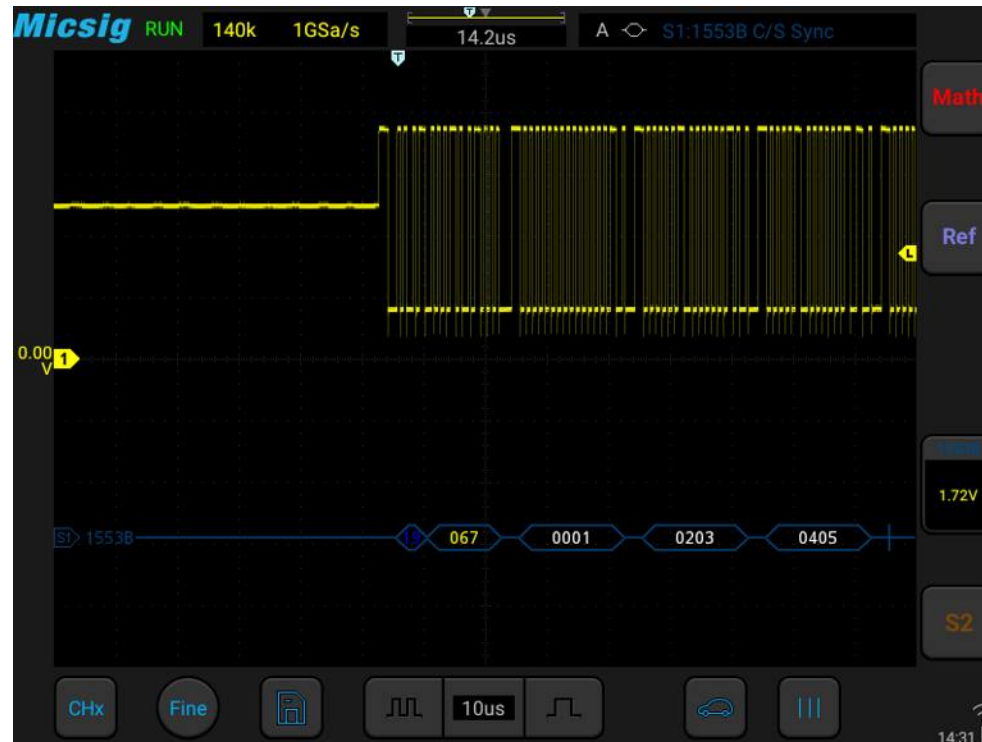 Micsig RUN 140k 1GSa/s T 14.2us A S1:1553B C/S Sync
T
Math
Ref
L
0.00 V 1
1.72V
S1 1553B 067 0001 0203 0405
S2
CHx Fine 10us
14:31